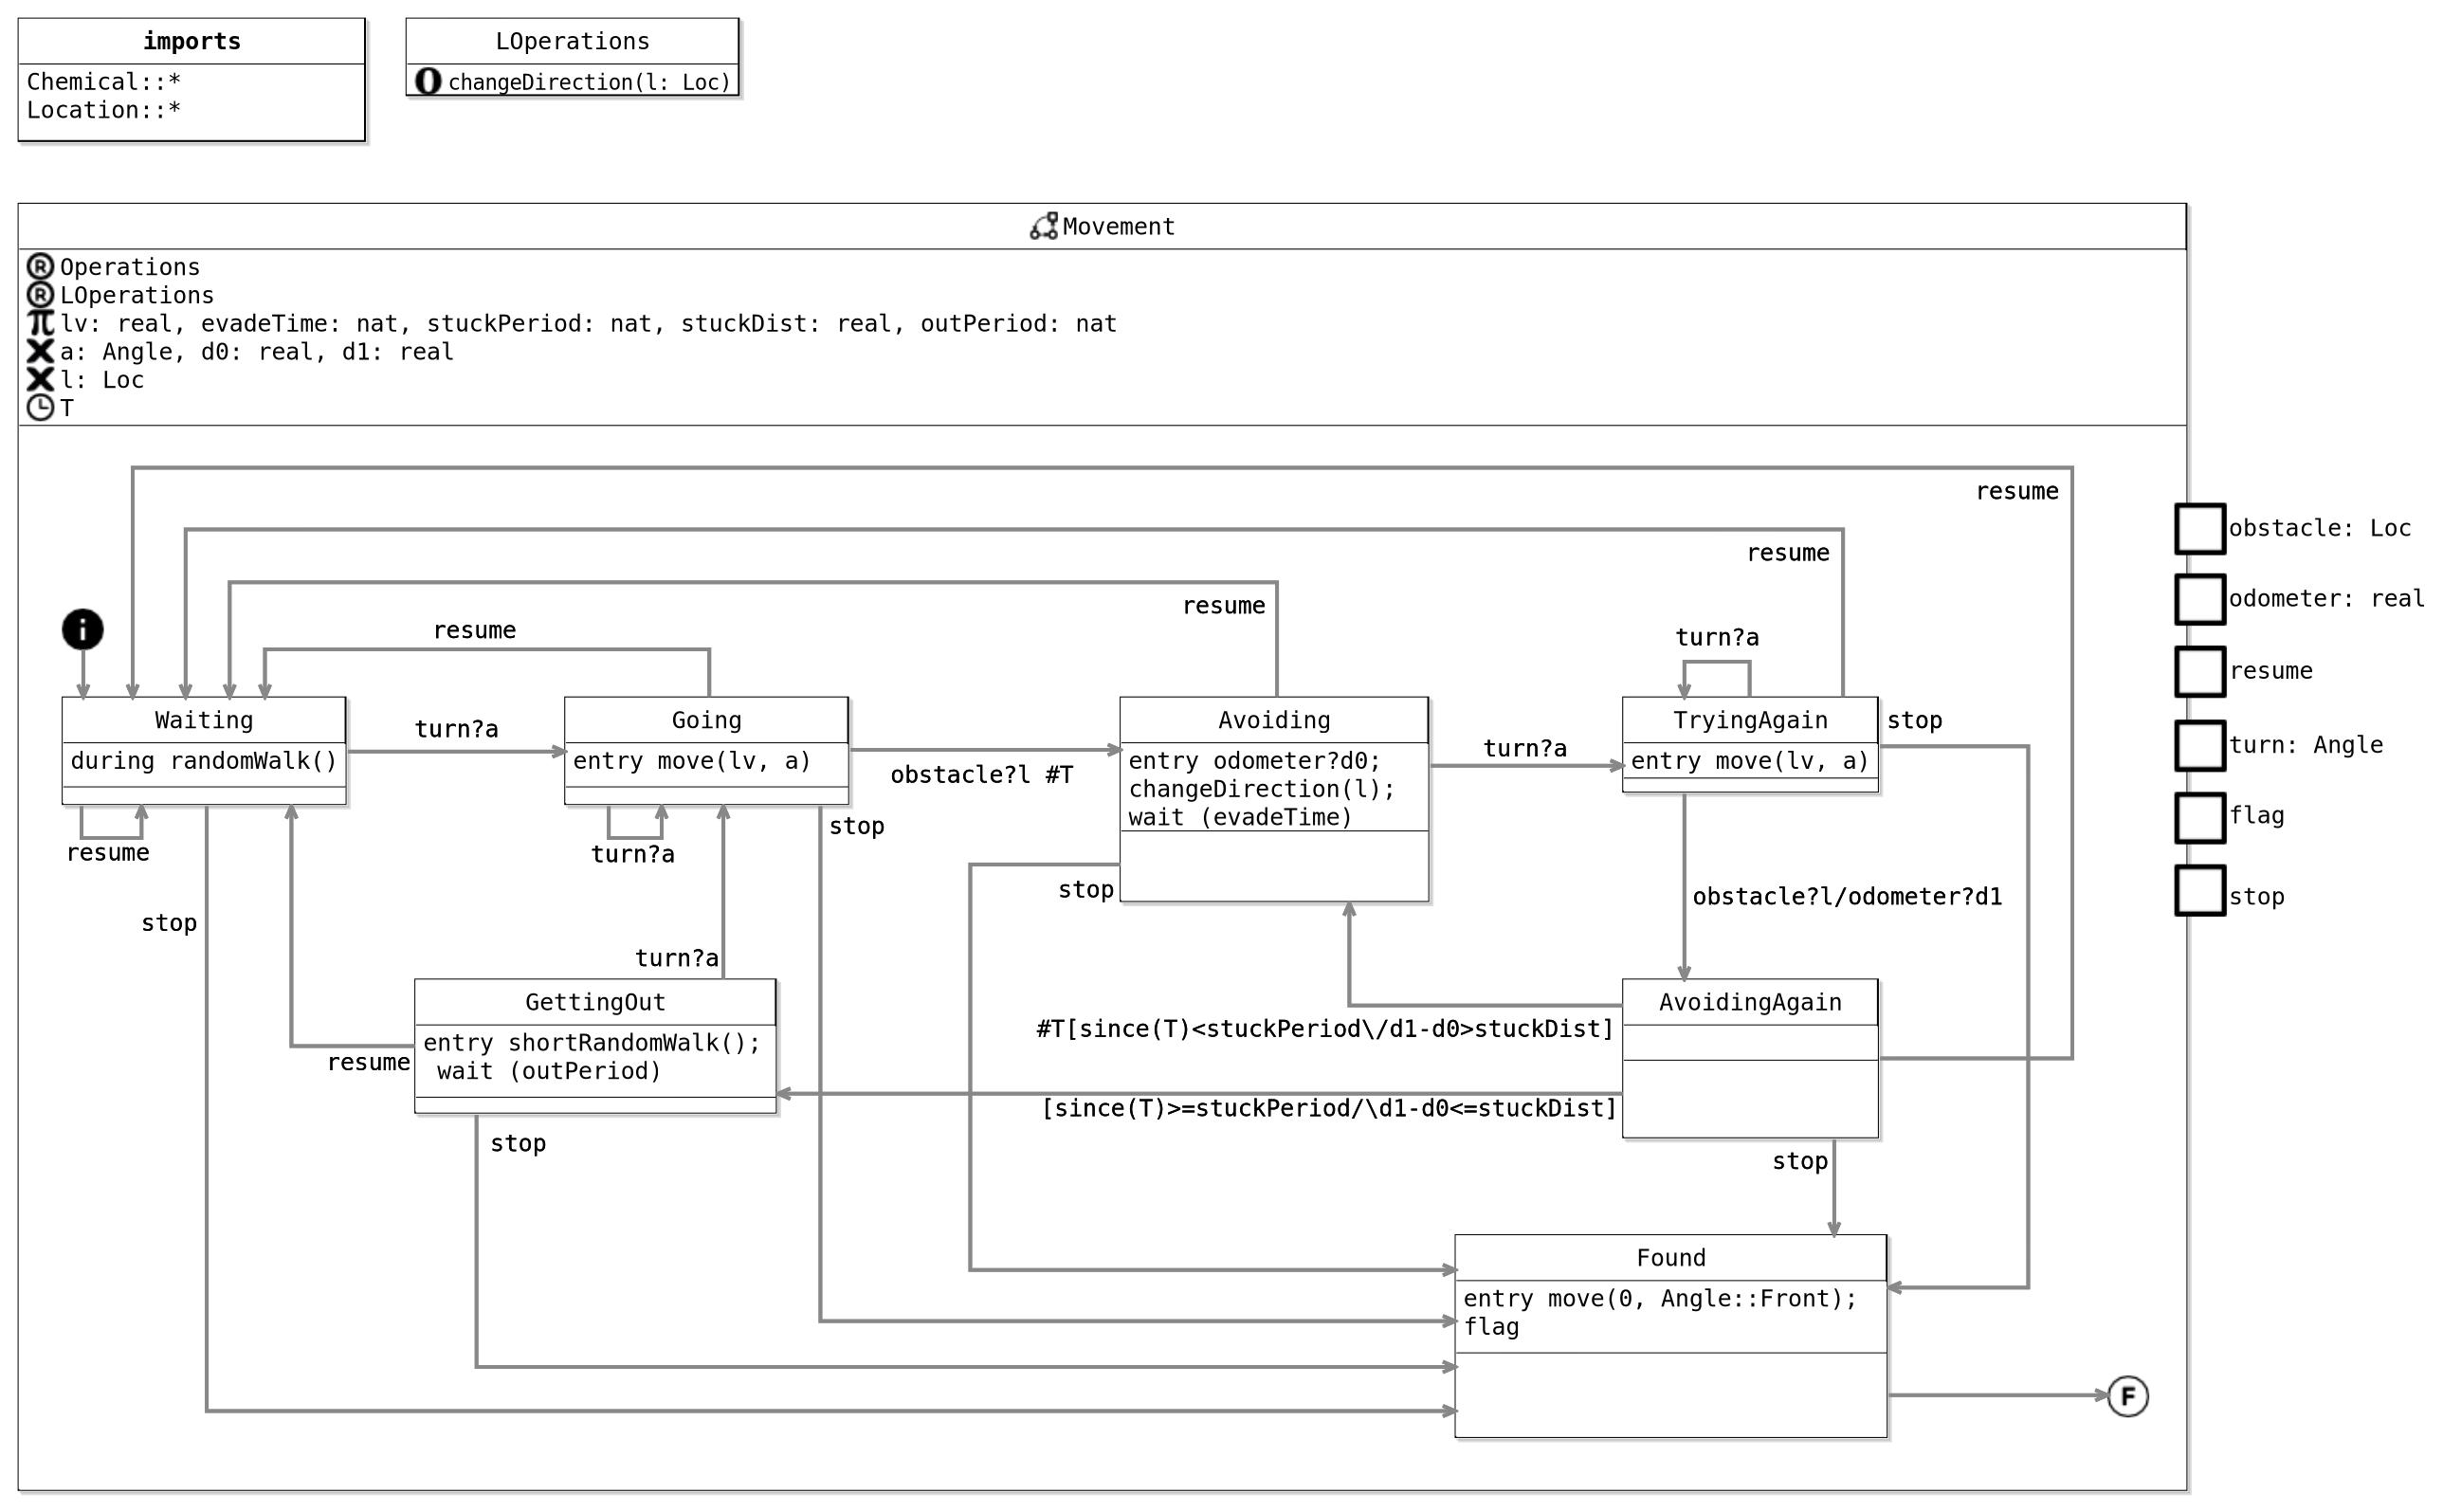 imports
Chemical::*
Location::*
LOperations
O changeDirection(l: Loc)
Movement
R Operations
R LOperations
π lv: real, evadeTime: nat, stuckPeriod: nat, stuckDist: real, outPeriod: nat
a: Angle, d0: real, d1: real
l: Loc
T
resume
obstacle: Loc
resume
odometer: real
resume
i
resume
turn?a
resume
Waiting
turn?a
Going
Avoiding
turn?a
TryingAgain
stop
turn: Angle
during randomWalk()
entry move(lv, a)
obstacle?l #T
entry odometer?d0;
changeDirection(l);
wait (evadeTime)
entry move(lv, a)
flag
resume
turn?a
stop
stop
obstacle?l/odometer?d1
stop
stop
turn?a
GettingOut
entry shortRandomWalk();
wait (outPeriod)
resume
#T[since(T)<stuckPeriod\/d1-d0>stuckDist]
AvoidingAgain
[since(T)>=stuckPeriod/\d1-d0<=stuckDist]
stop
stop
Found
entry move(0, Angle::Front);
flag
F